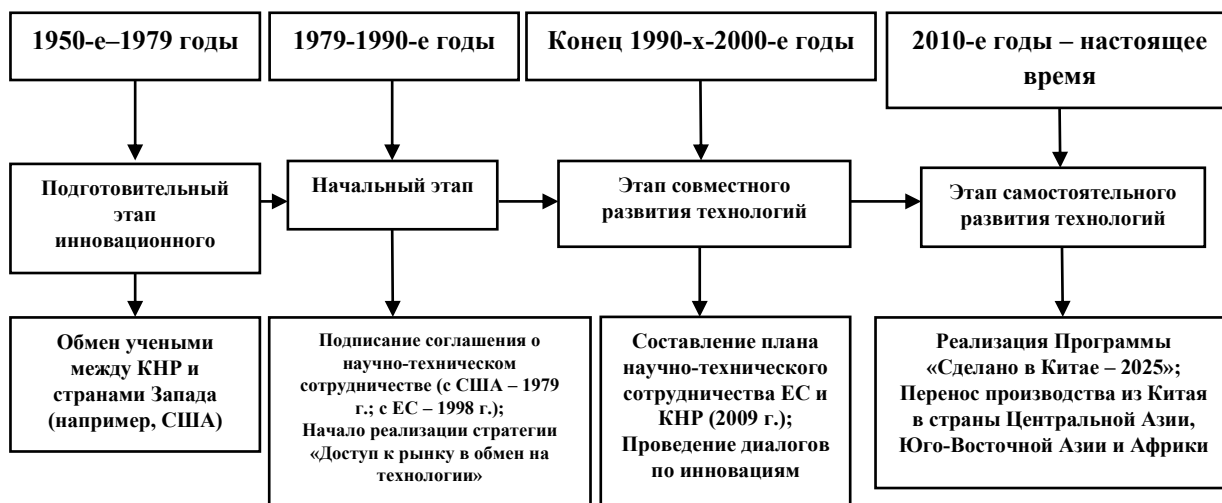 1950-е–1979 годы
1979-1990-е годы
Конец 1990-х-2000-е годы
2010-е годы – настоящее
время
Подготовительный
этап
инновационного
Начальный этап
Этап совместного
развития технологий
Этап самостоятельного
развития технологий
Обмен учеными
между КНР и
странами Запада
(например, США)
Подписание соглашения о
научно-техническом
сотрудничестве (с США – 1979
г.; с ЕС – 1998 г.);
Начало реализации стратегии
«Доступ к рынку в обмен на
технологии»
Составление плана
научно-технического
сотрудничества ЕС и
КНР (2009 г.);
Проведение диалогов
по инновациям
Реализация Программы
«Сделано в Китае – 2025»;
Перенос производства из Китая
в страны Центральной Азии,
Юго-Восточной Азии и Африки